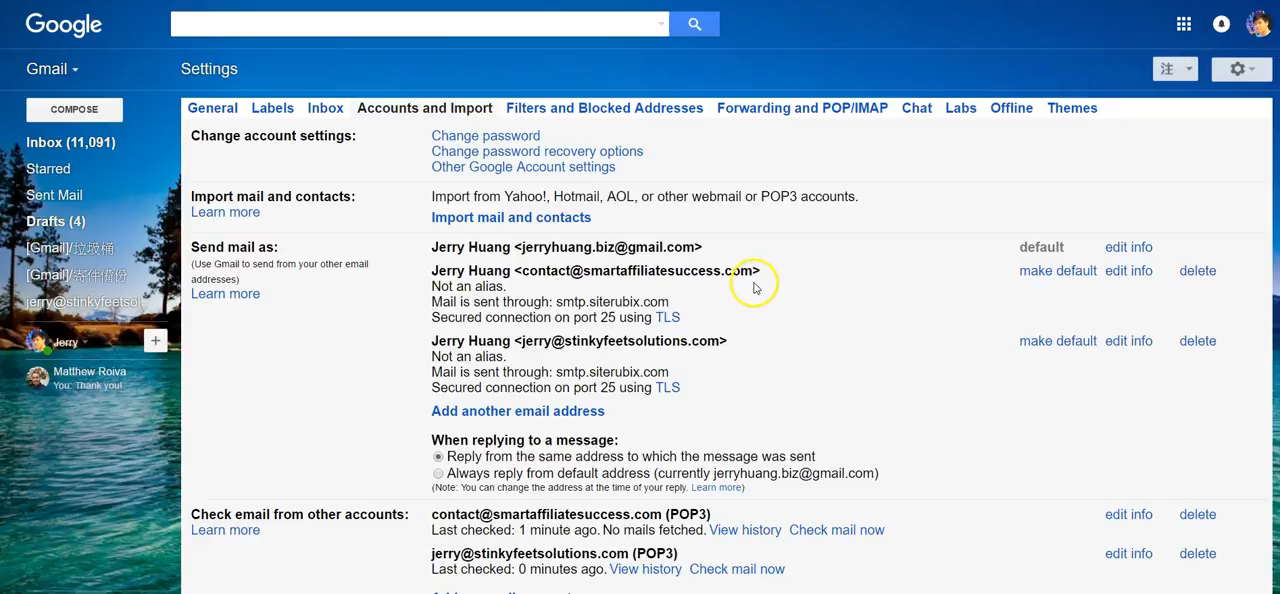 Google
Gmail
Settings
注
COMPOSE
General Labels Inbox Accounts and Import Filters and Blocked Addresses Forwarding and POP/IMAP Chat Labs Offline Themes
Inbox (11,091)
Starred
Sent Mail
Drafts (4)
[Gmail]/垃圾桶
[Gmail]/寄件備份
jerry@stinkyfeetsol...
Jerry
+
Matthew Roiva
You: Thank you!
Change account settings:
Change password
Change password recovery options
Other Google Account settings
Import mail and contacts:
Learn more
Import from Yahoo!, Hotmail, AOL, or other webmail or POP3 accounts.
Import mail and contacts
Send mail as:
(Use Gmail to send from your other email
addresses)
Learn more
Jerry Huang <jerryhuang.biz@gmail.com> default edit info
Jerry Huang <contact@smartaffiliatesuccess.com> make default edit info delete
Not an alias.
Mail is sent through: smtp.siterubix.com
Secured connection on port 25 using TLS
Jerry Huang <jerry@stinkyfeetsolutions.com> make default edit info delete
Not an alias.
Mail is sent through: smtp.siterubix.com
Secured connection on port 25 using TLS
Add another email address
When replying to a message:
Reply from the same address to which the message was sent
Always reply from default address (currently jerryhuang.biz@gmail.com)
(Note: You can change the address at the time of your reply. Learn more)
Check email from other accounts:
Learn more
contact@smartaffiliatesuccess.com (POP3) edit info delete
Last checked: 1 minute ago. No mails fetched. View history Check mail now
jerry@stinkyfeetsolutions.com (POP3) edit info delete
Last checked: 0 minutes ago. View history Check mail now